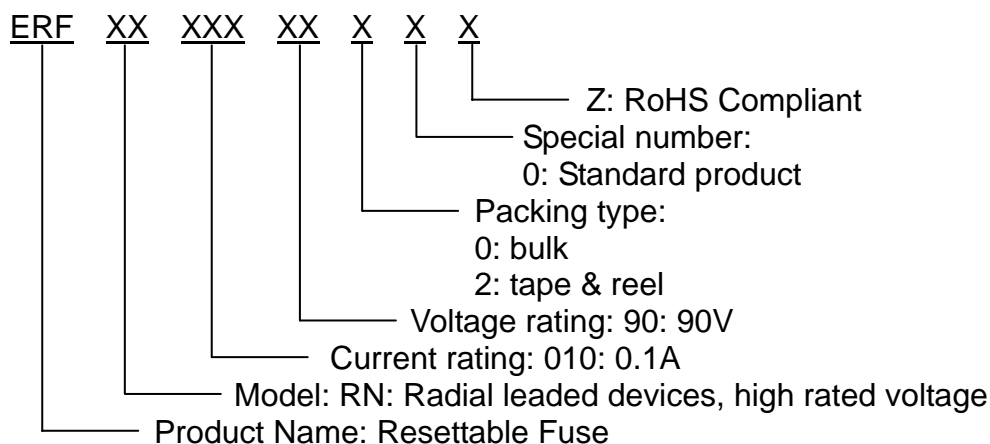 ERF XX XXX XX X X X
Z: RoHS Compliant
Special number:
0: Standard product
Packing type:
0: bulk
2: tape & reel
Voltage rating: 90: 90V
Current rating: 010: 0.1A
Model: RN: Radial leaded devices, high rated voltage
Product Name: Resettable Fuse